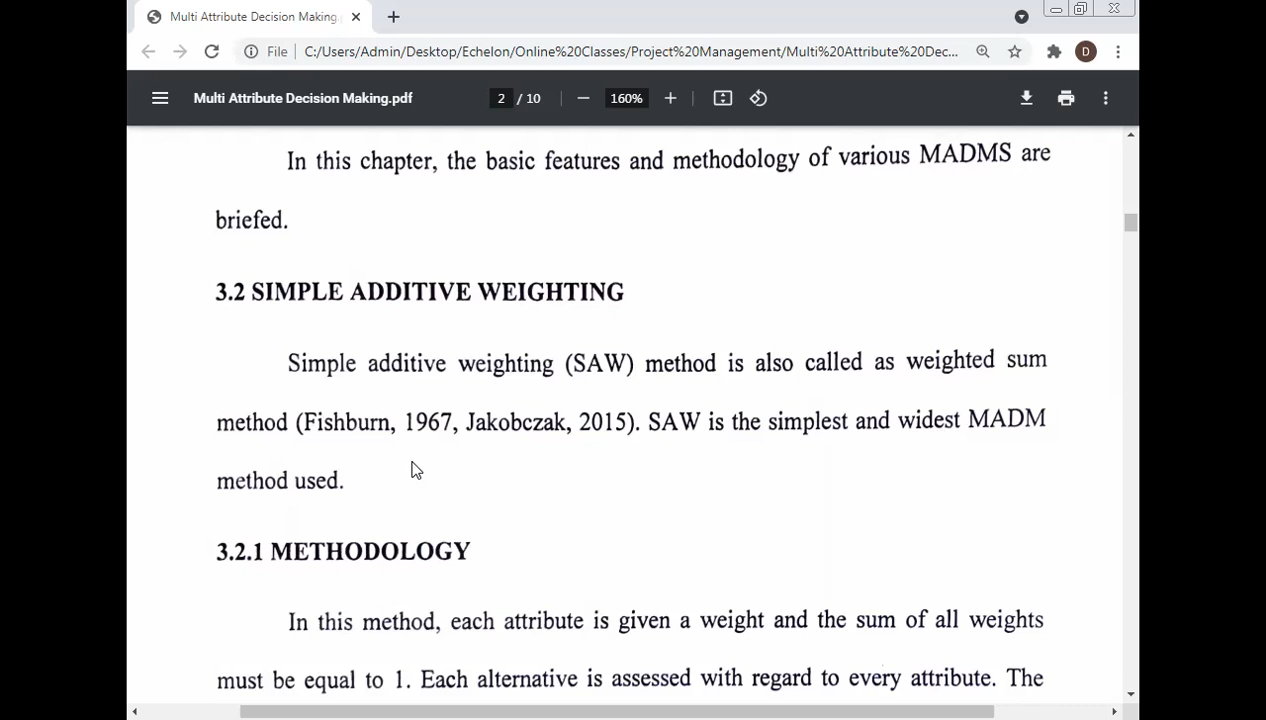 Multi Attribute Decision Making.
File C:/Users/Admin/Desktop/Echelon/Online%20Classes/Project%20Management/Multi%20Attribute%20Dec...
D
Multi Attribute Decision Making.pdf
2 / 10
160%
In this chapter, the basic features and methodology of various MADMS are
briefed.
3.2 SIMPLE ADDITIVE WEIGHTING
Simple additive weighting (SAW) method is also called as weighted sum
method (Fishburn, 1967, Jakobczak, 2015). SAW is the simplest and widest MADM
method used.
3.2.1 METHODOLOGY
In this method, each attribute is given a weight and the sum of all weights
must be equal to 1. Each alternative is assessed with regard to every attribute. The